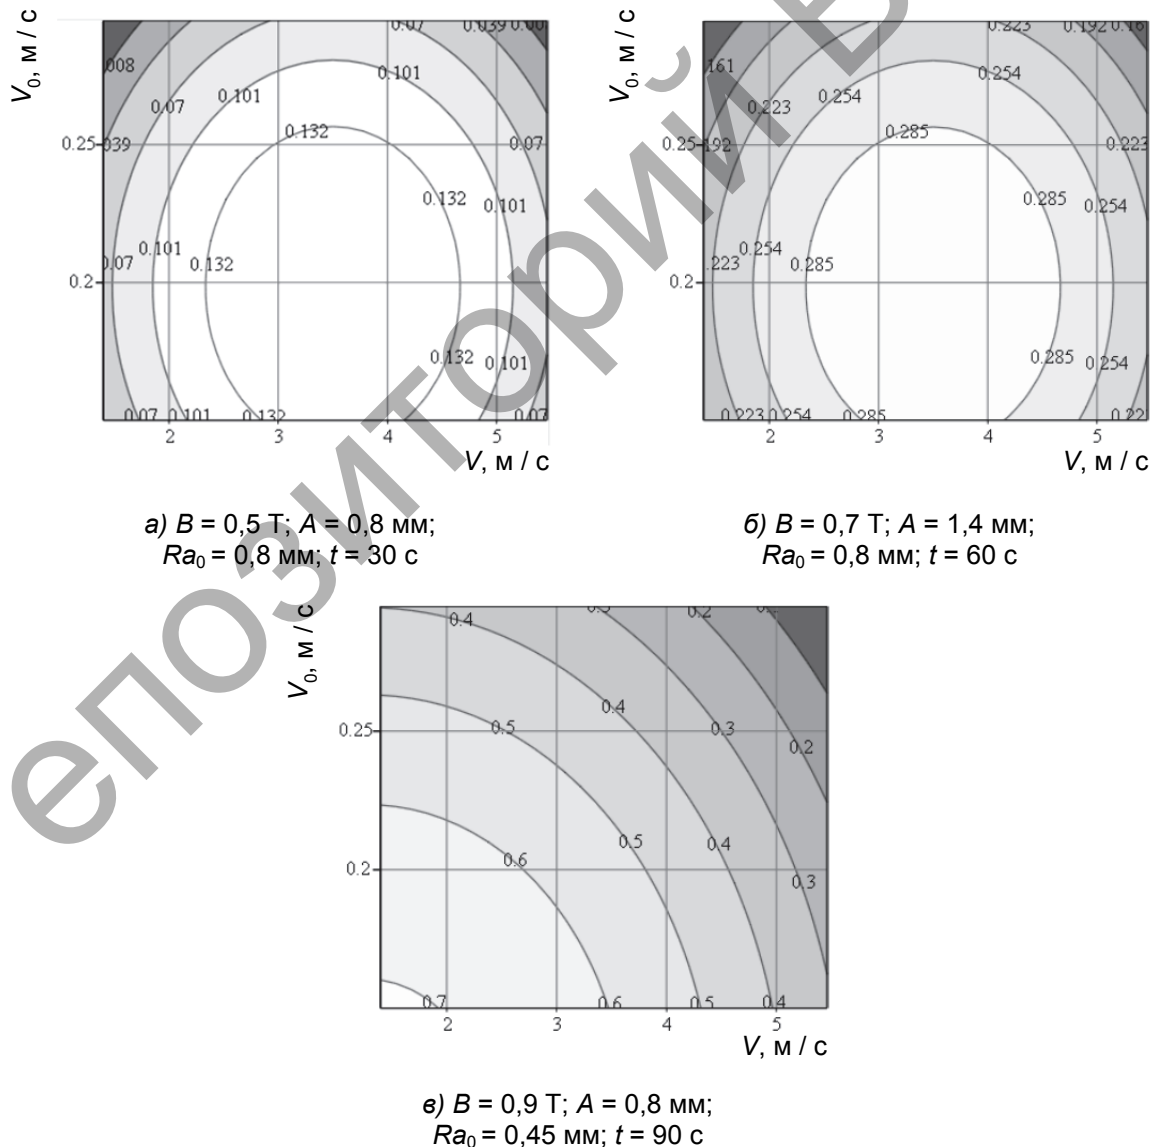 V₀, м / с
0.07 0.039 0.00
008
0.101
0.101
0.07
0.132
0.25 039 0.07
0.132
0.101
0.101
0.07 0.132
0.2
0.132 0.101
0.07 0.101 0.132 0.07
2 3 4 5
V, м / с
V₀, м / с
0.223 0.192 0.16
161
0.254
0.254
0.223
0.285
0.25 192 0.223
0.285
0.254
0.254
.223 0.285
0.2
0.285 0.254
0.223 0.254 0.285 0.22
2 3 4 5
V, м / с
а) B = 0,5 Т; A = 0,8 мм;
Ra₀ = 0,8 мм; t = 30 с
б) B = 0,7 Т; A = 1,4 мм;
Ra₀ = 0,8 мм; t = 60 с
V₀, м / с
0.2
0.4
0.4
0.25 0.5 0.3
0.2
0.5 0.4
0.6
0.2 0.3
0.7 0.6 0.5 0.4
2 3 4 5
V, м / с
в) B = 0,9 Т; A = 0,8 мм;
Ra₀ = 0,45 мм; t = 90 с
епозиторий В